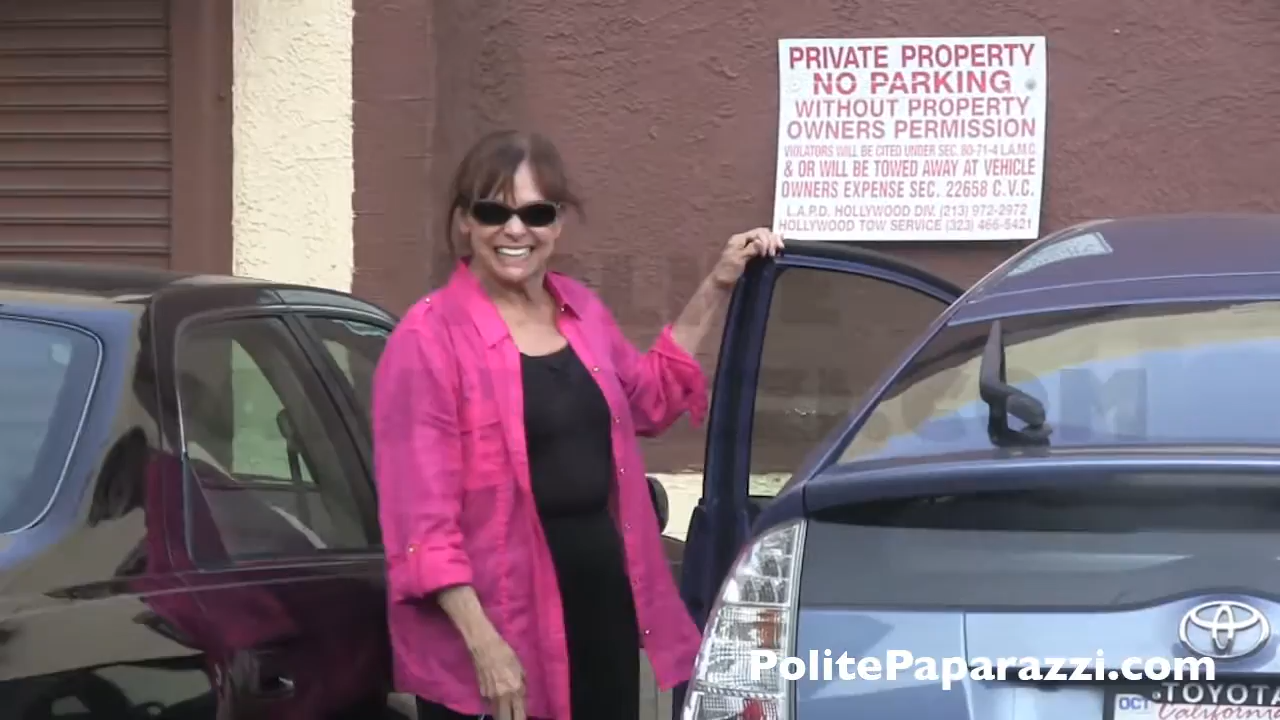 PRIVATE PROPERTY
NO PARKING
WITHOUT PROPERTY
OWNERS PERMISSION
VIOLATORS WILL BE CITED UNDER SEC. 80-71-4 L.A.M.C.
& OR WILL BE TOWED AWAY AT VEHICLE
OWNERS EXPENSE SEC. 22658 C.V.C.
L.A.P.D. HOLLYWOOD DIV. (213) 972-2972
HOLLYWOOD TOW SERVICE (323) 466-5421
PolitePaparazzi.com
OCT
TOYOTA
California